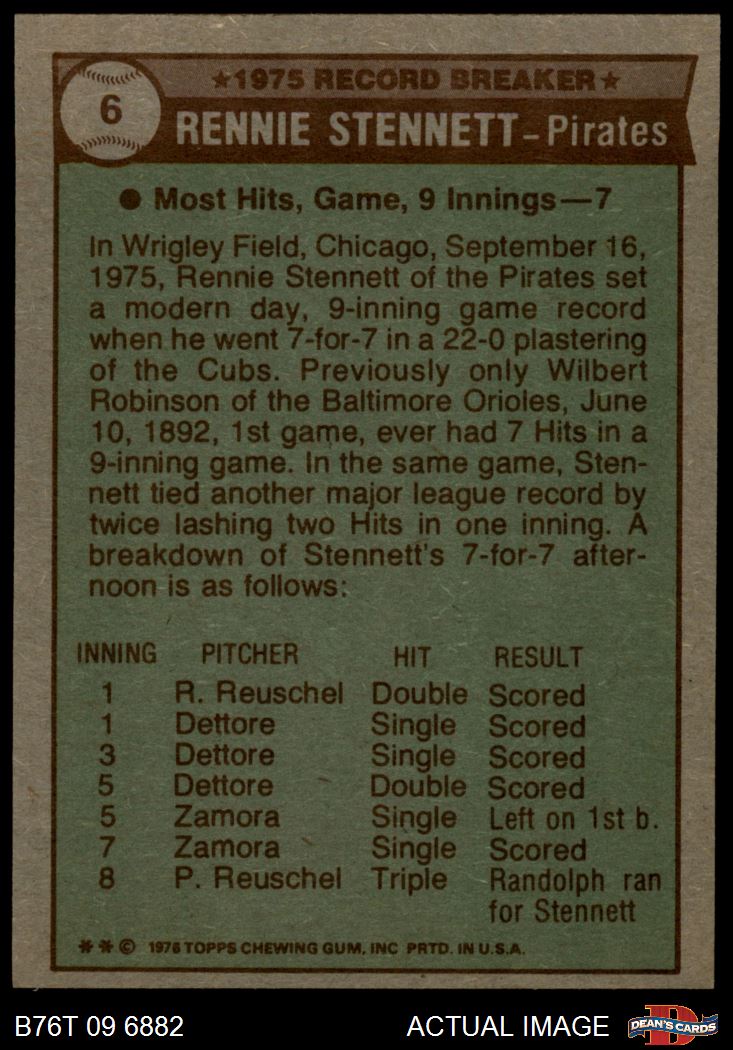 6
★1975 RECORD BREAKER★
RENNIE STENNETT-Pirates
● Most Hits, Game, 9 Innings—7
In Wrigley Field, Chicago, September 16,
1975, Rennie Stennett of the Pirates set
a modern day, 9-inning game record
when he went 7-for-7 in a 22-0 plastering
of the Cubs. Previously only Wilbert
Robinson of the Baltimore Orioles, June
10, 1892, 1st game, ever had 7 Hits in a
9-inning game. In the same game, Sten-
nett tied another major league record by
twice lashing two Hits in one inning. A
breakdown of Stennett's 7-for-7 after-
noon is as follows:
INNING PITCHER HIT RESULT
1 R. Reuschel Double Scored
1 Dettore Single Scored
3 Dettore Single Scored
5 Dettore Double Scored
5 Zamora Single Left on 1st b.
7 Zamora Single Scored
8 P. Reuschel Triple Randolph ran
for Stennett
* * © 1976 TOPPS CHEWING GUM, INC PRTD. IN U.S.A.
B76T 09 6882 ACTUAL IMAGE D DEAN'S CARDS